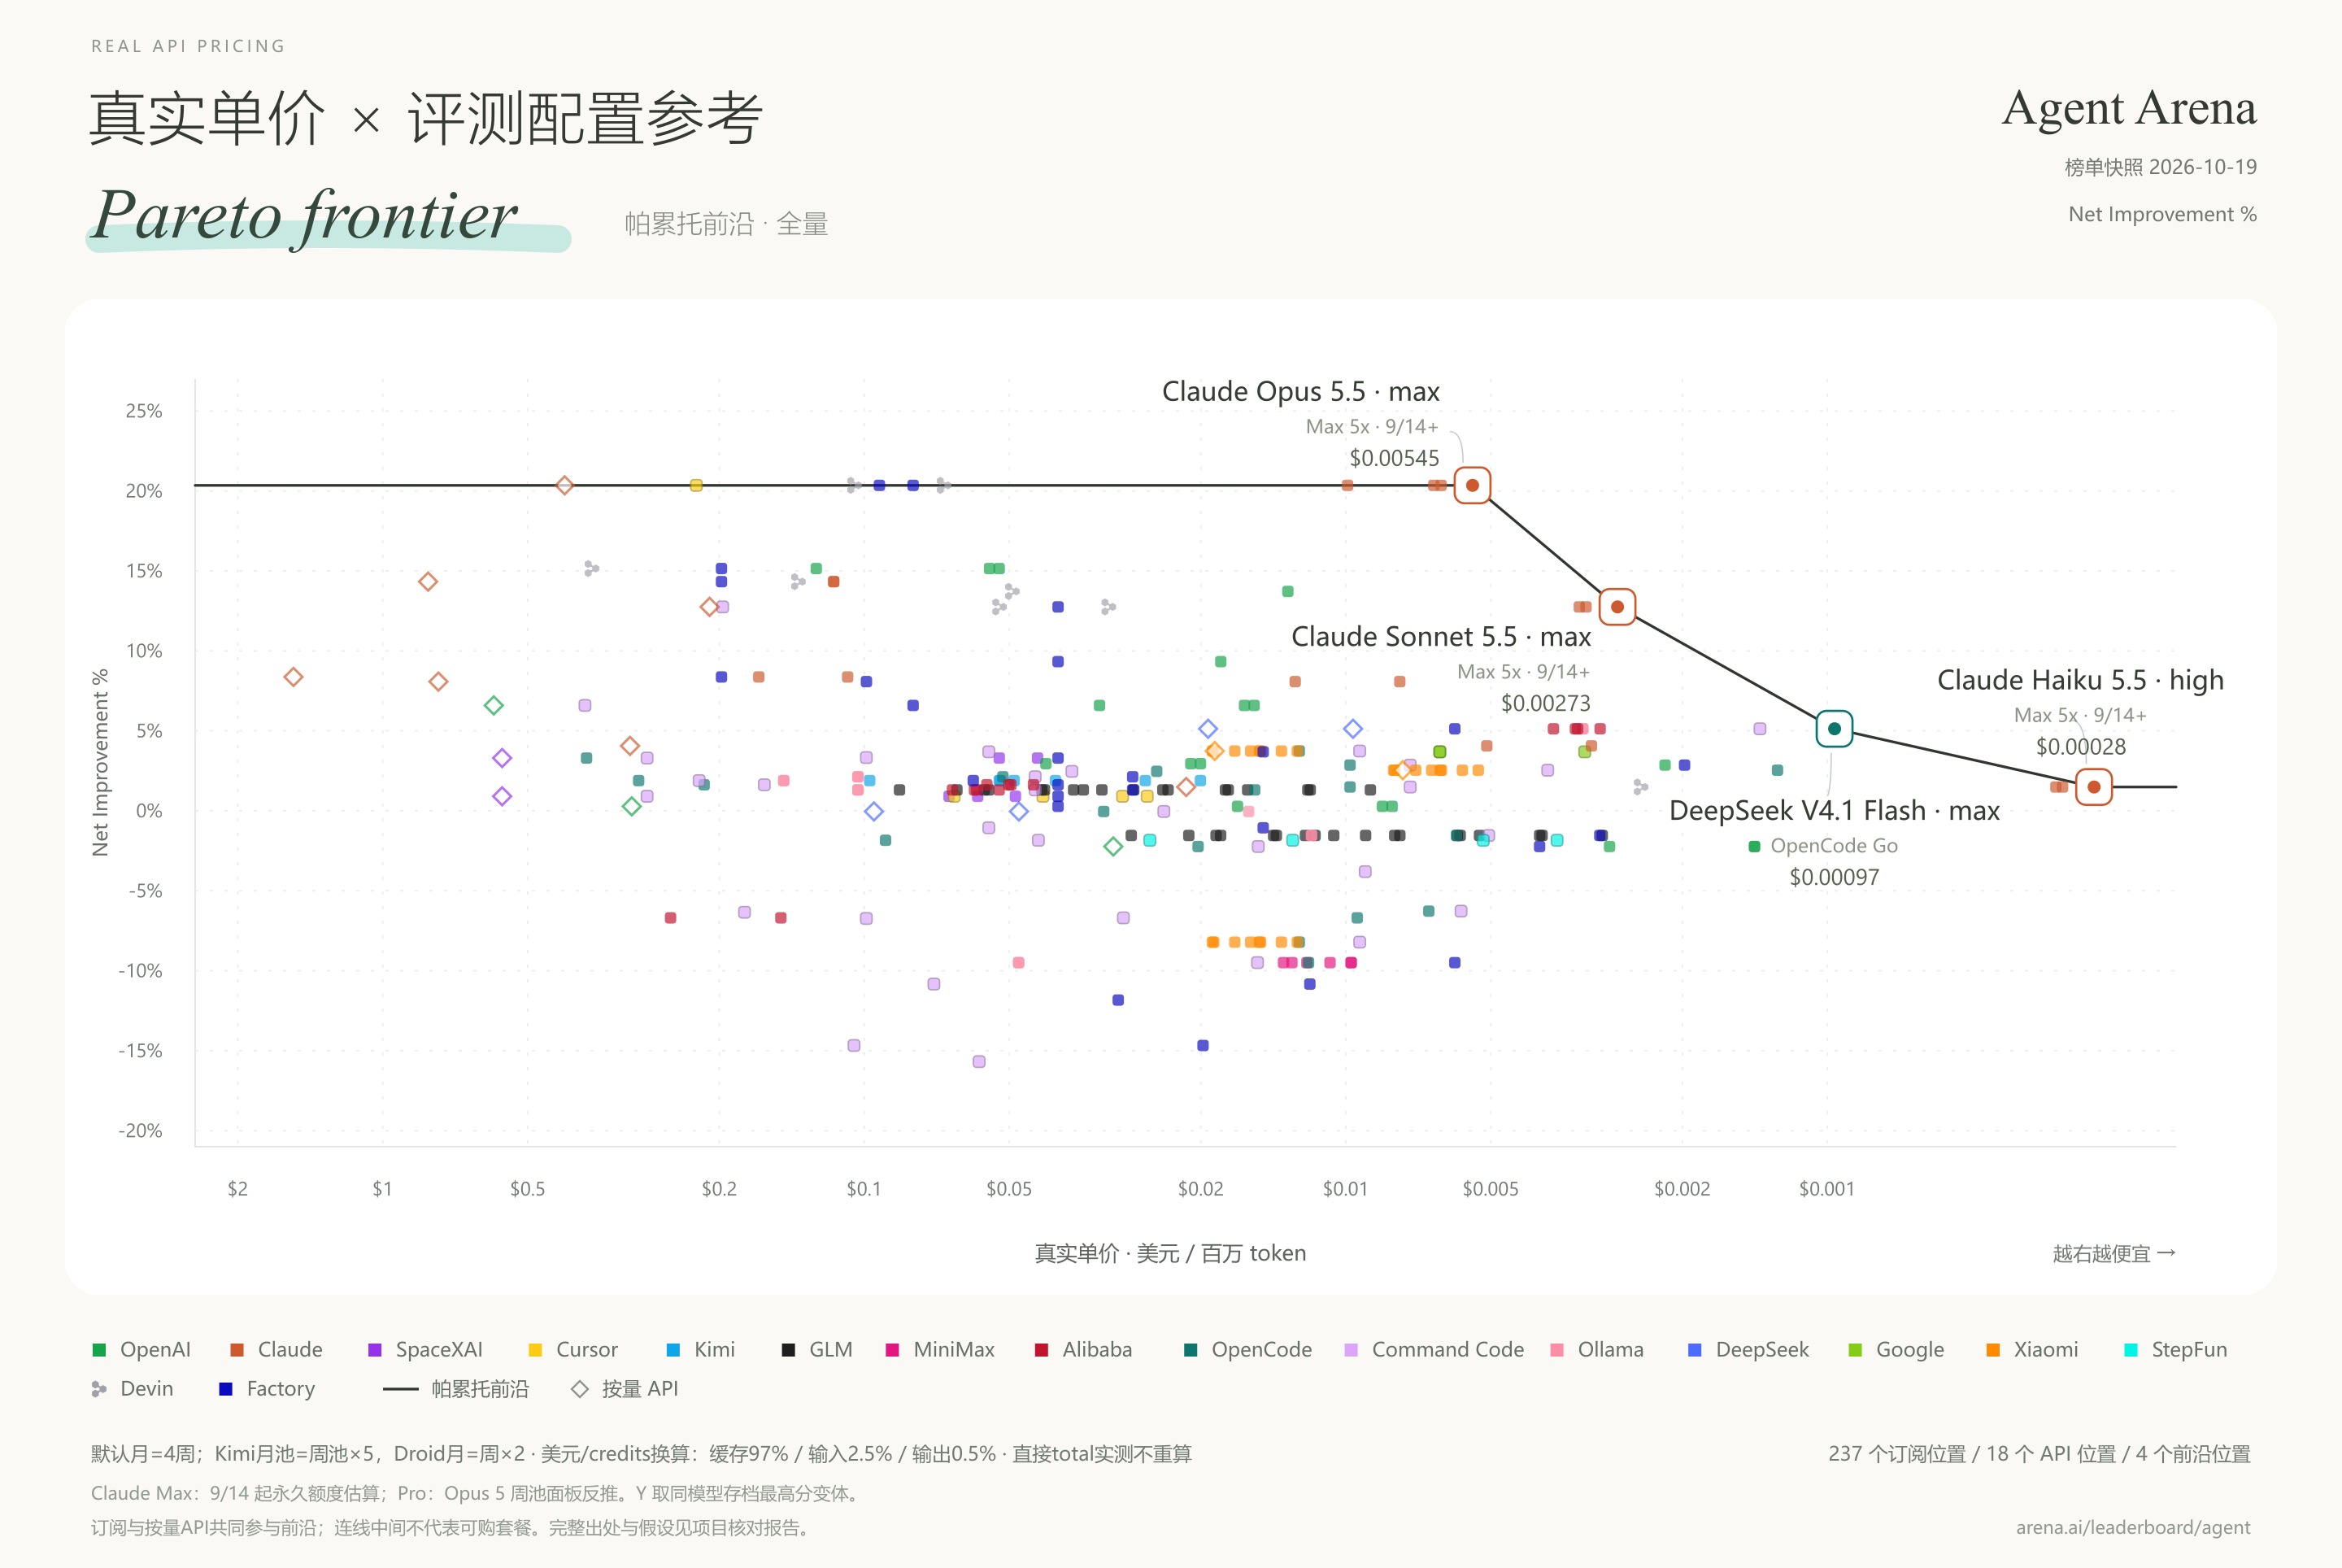 REAL API PRICING
真实单价 × 评测配置参考
Pareto frontier
帕累托前沿 · 全量
Agent Arena
榜单快照 2026-10-19
Net Improvement %
Claude Opus 5.5 · max
Max 5x · 9/14+
$0.00545
Claude Sonnet 5.5 · max
Max 5x · 9/14+
$0.00273
Claude Haiku 5.5 · high
Max 5x · 9/14+
$0.00028
DeepSeek V4.1 Flash · max
OpenCode Go
$0.00097
Net Improvement %
25%
20%
15%
10%
5%
0%
-5%
-10%
-15%
-20%
$2 $1 $0.5 $0.2 $0.1 $0.05 $0.02 $0.01 $0.005 $0.002 $0.001
真实单价 · 美元 / 百万 token
越右越便宜 →
OpenAI Claude SpaceXAI Cursor Kimi GLM MiniMax Alibaba OpenCode Command Code Ollama DeepSeek Google Xiaomi StepFun
Devin Factory 帕累托前沿 按量 API
默认月=4周；Kimi月池=周池×5，Droid月=周×2 · 美元/credits换算：缓存97% / 输入2.5% / 输出0.5% · 直接total实测不重算
237 个订阅位置 / 18 个 API 位置 / 4 个前沿位置
Claude Max：9/14 起永久额度估算；Pro：Opus 5 周池面板反推。Y 取同模型存档最高分变体。
订阅与按量API共同参与前沿；连线中间不代表可购套餐。完整出处与假设见项目核对报告。
arena.ai/leaderboard/agent